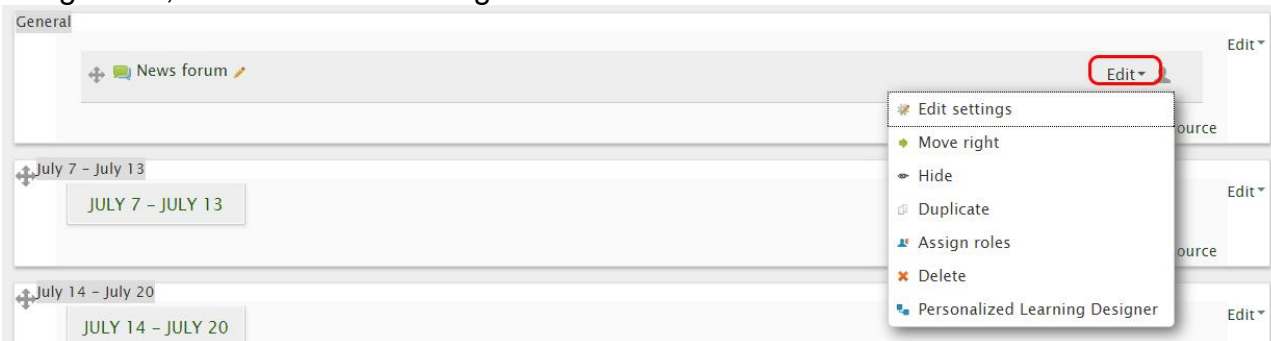 General
Edit
News forum
Edit
Edit settings
ource
Move right
July 7 – July 13
Hide
Edit
JULY 7 – JULY 13
Duplicate
Assign roles
ource
Delete
July 14 – July 20
Personalized Learning Designer
Edit
JULY 14 – JULY 20